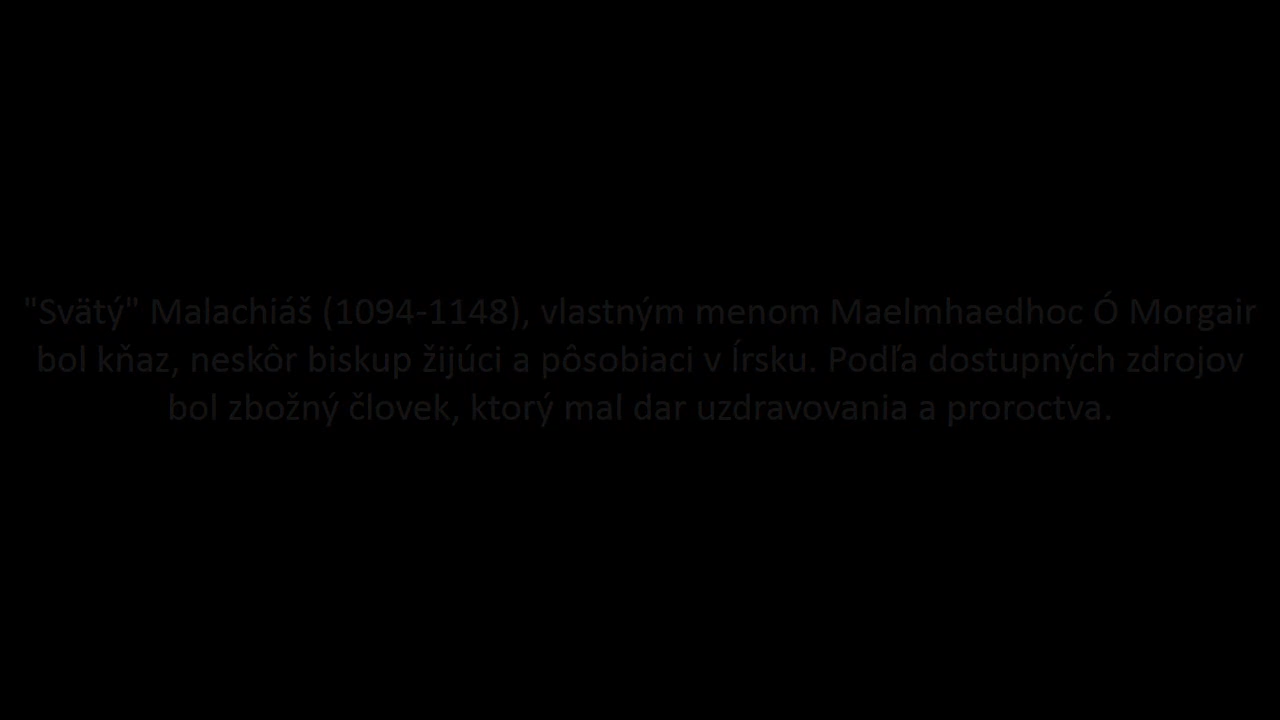 "Svätý" Malachiáš (1094-1148), vlastným menom Maelmhaedhoc Ó Morgair
bol kňaz, neskôr biskup žijúci a pôsobiaci v Írsku. Podľa dostupných zdrojov
bol zbožný človek, ktorý mal dar uzdravovania a proroctva.